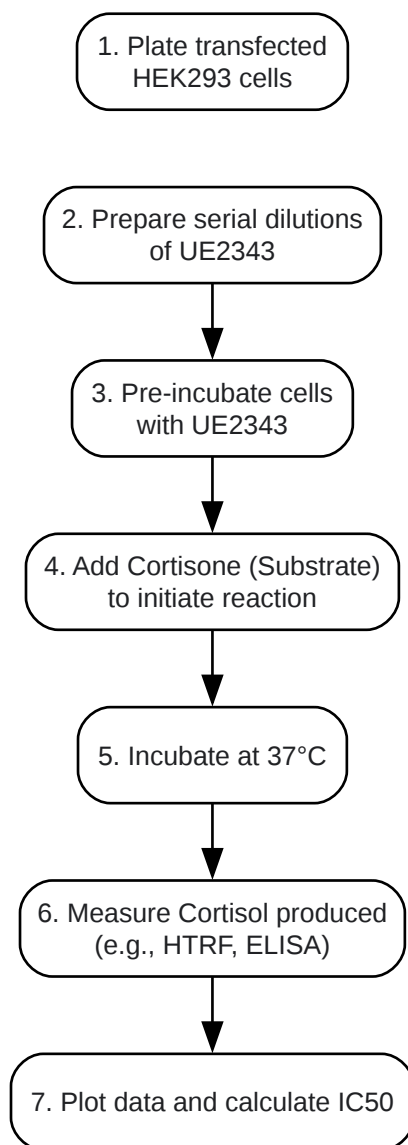 1. Plate transfected
HEK293 cells
2. Prepare serial dilutions
of UE2343
3. Pre-incubate cells
with UE2343
4. Add Cortisone (Substrate)
to initiate reaction
5. Incubate at 37°C
6. Measure Cortisol produced
(e.g., HTRF, ELISA)
7. Plot data and calculate IC50